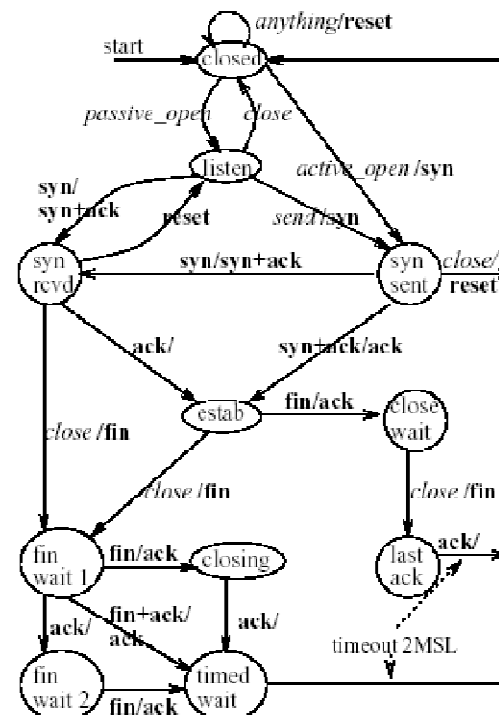 anything/reset
start
closed
passive_open
close
listen
active_open/syn
syn/
syn+ack
reset
send/syn
syn
rcvd
syn/syn+ack
syn
sent
close/
reset
ack/
syn+ack/ack
estab
fin/ack
close
wait
close/fin
close/fin
close/fin
fin
wait 1
fin/ack
closing
last
ack
ack/
ack/
fin+ack/
ack
ack/
timeout 2MSL
fin
wait 2
fin/ack
timed
wait